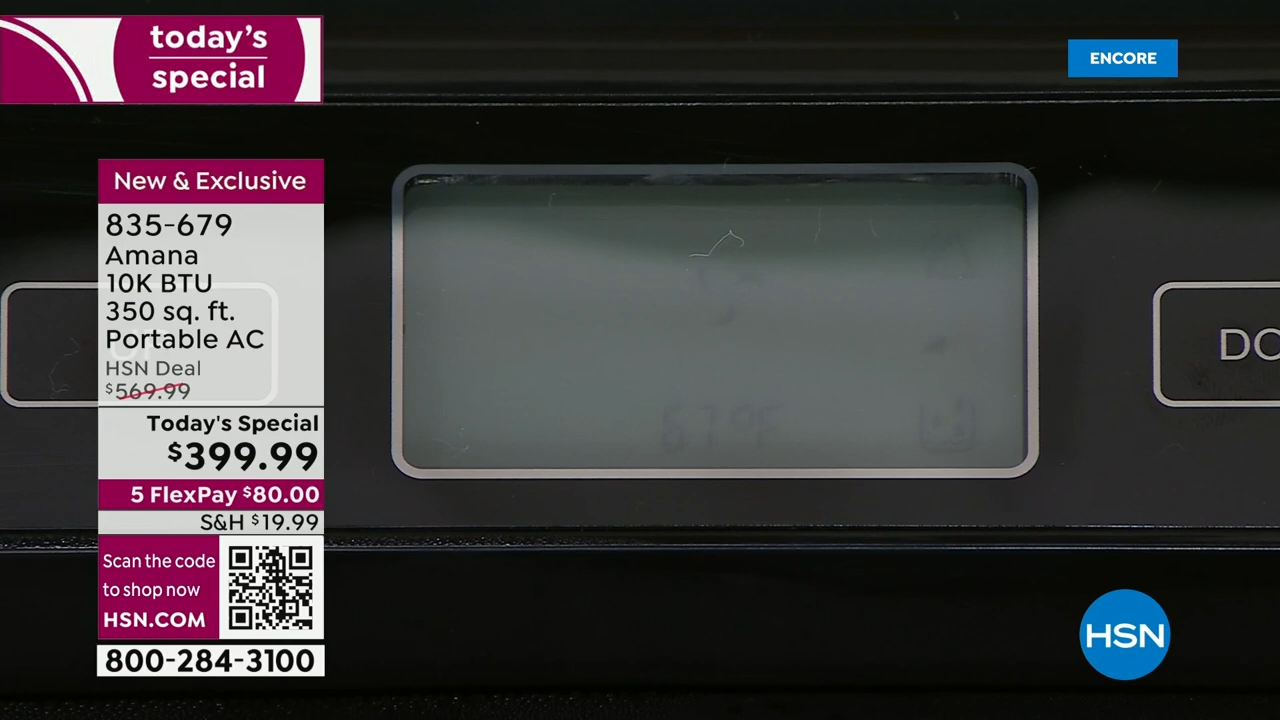 today's
special
ENCORE
New & Exclusive
835-679
Amana
10K BTU
350 sq. ft.
Portable AC
HSN Deal
$569.99
Today's Special
$399.99
5 FlexPay $80.00
S&H $19.99
Scan the code
to shop now
HSN.COM
800-284-3100
67°F
DO
HSN